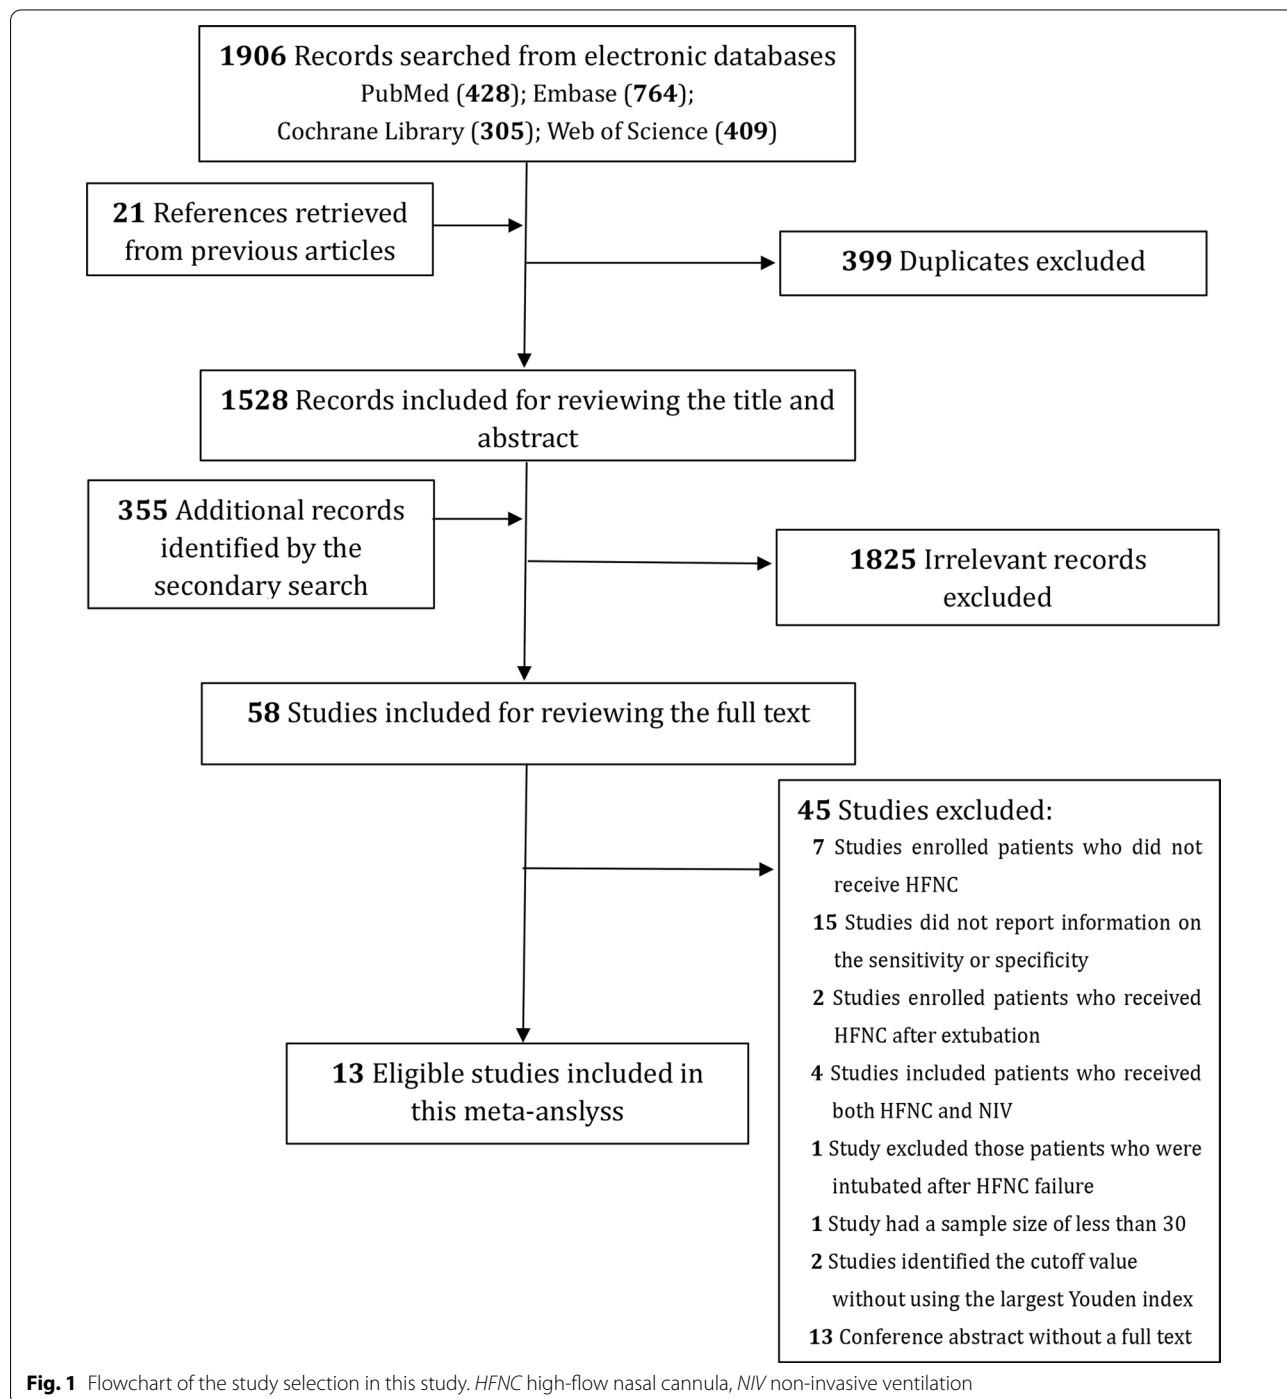 1906 Records searched from electronic databases
PubMed (428); Embase (764);
Cochrane Library (305); Web of Science (409)
21 References retrieved
from previous articles
399 Duplicates excluded
1528 Records included for reviewing the title and
abstract
355 Additional records
identified by the
secondary search
1825 Irrelevant records
excluded
58 Studies included for reviewing the full text
45 Studies excluded:
7 Studies enrolled patients who did not
receive HFNC
15 Studies did not report information on
the sensitivity or specificity
2 Studies enrolled patients who received
HFNC after extubation
4 Studies included patients who received
both HFNC and NIV
1 Study excluded those patients who were
intubated after HFNC failure
1 Study had a sample size of less than 30
2 Studies identified the cutoff value
without using the largest Youden index
13 Conference abstract without a full text
13 Eligible studies included in
this meta-anslyss
Fig. 1 Flowchart of the study selection in this study. HFNC high-flow nasal cannula, NIV non-invasive ventilation